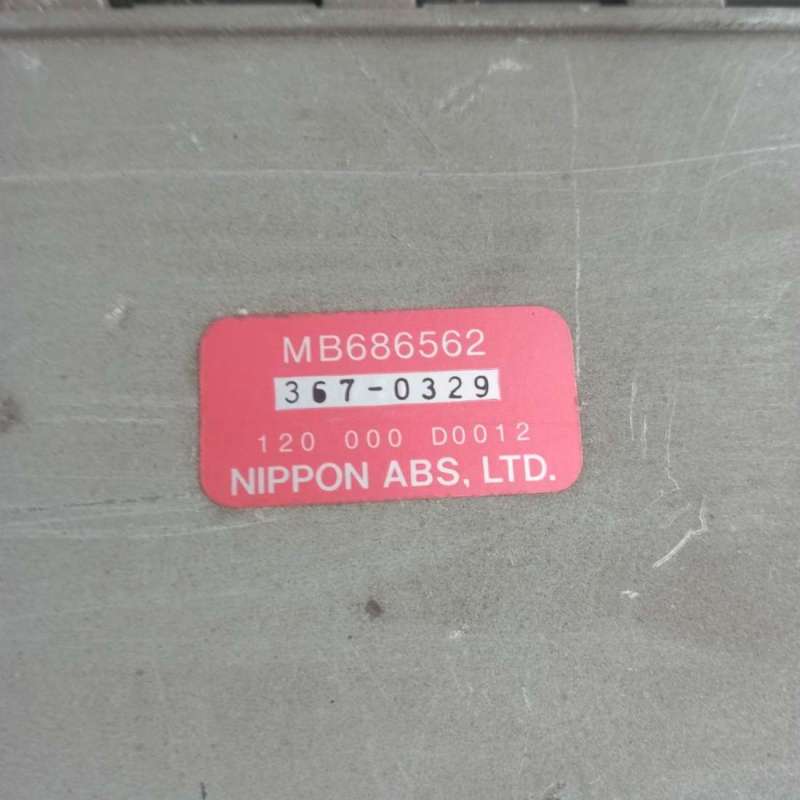 MB686562
367-0329
120 000 D0012
NIPPON ABS, LTD.